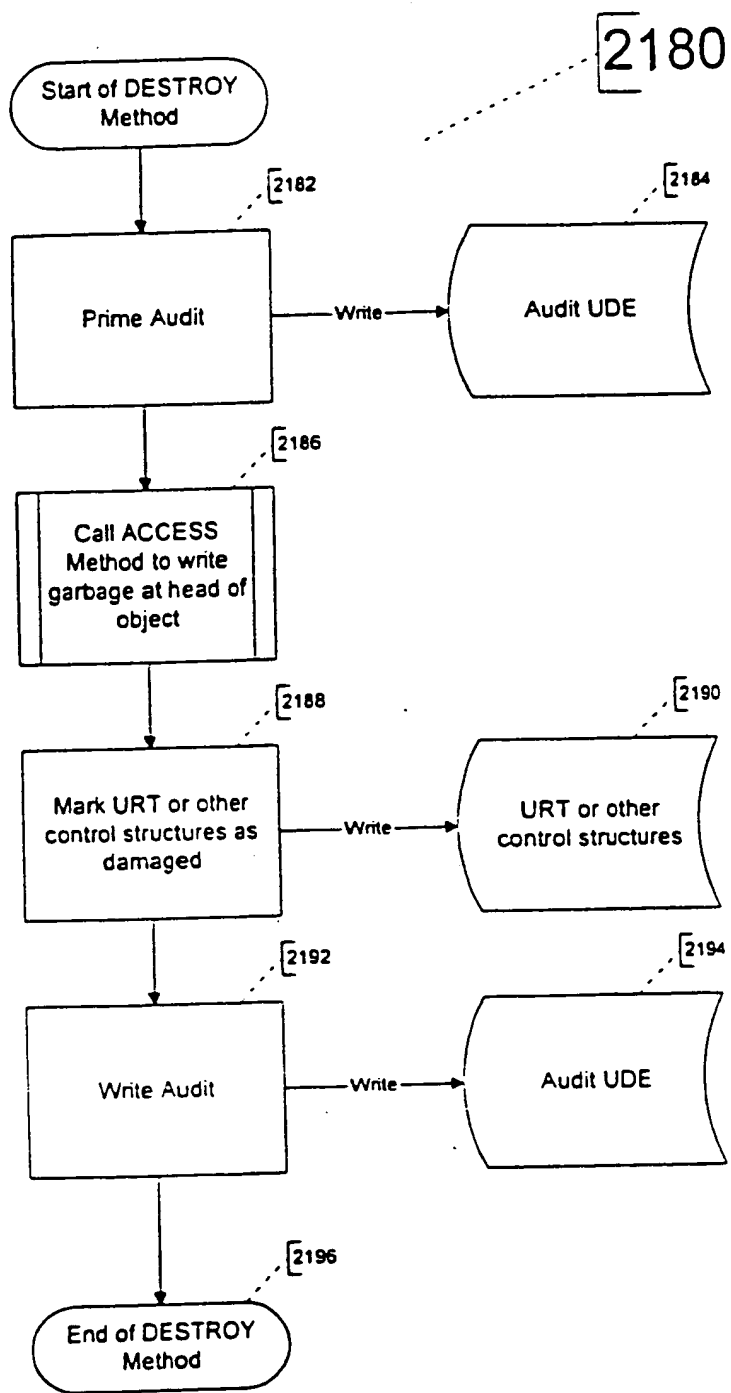 2180
Start of DESTROY
Method
2182
2184
Prime Audit
Write
Audit UDE
2186
Call ACCESS
Method to write
garbage at head of
object
2188
2190
Mark URT or other
control structures as
damaged
Write
URT or other
control structures
2192
2194
Write Audit
Write
Audit UDE
2196
End of DESTROY
Method